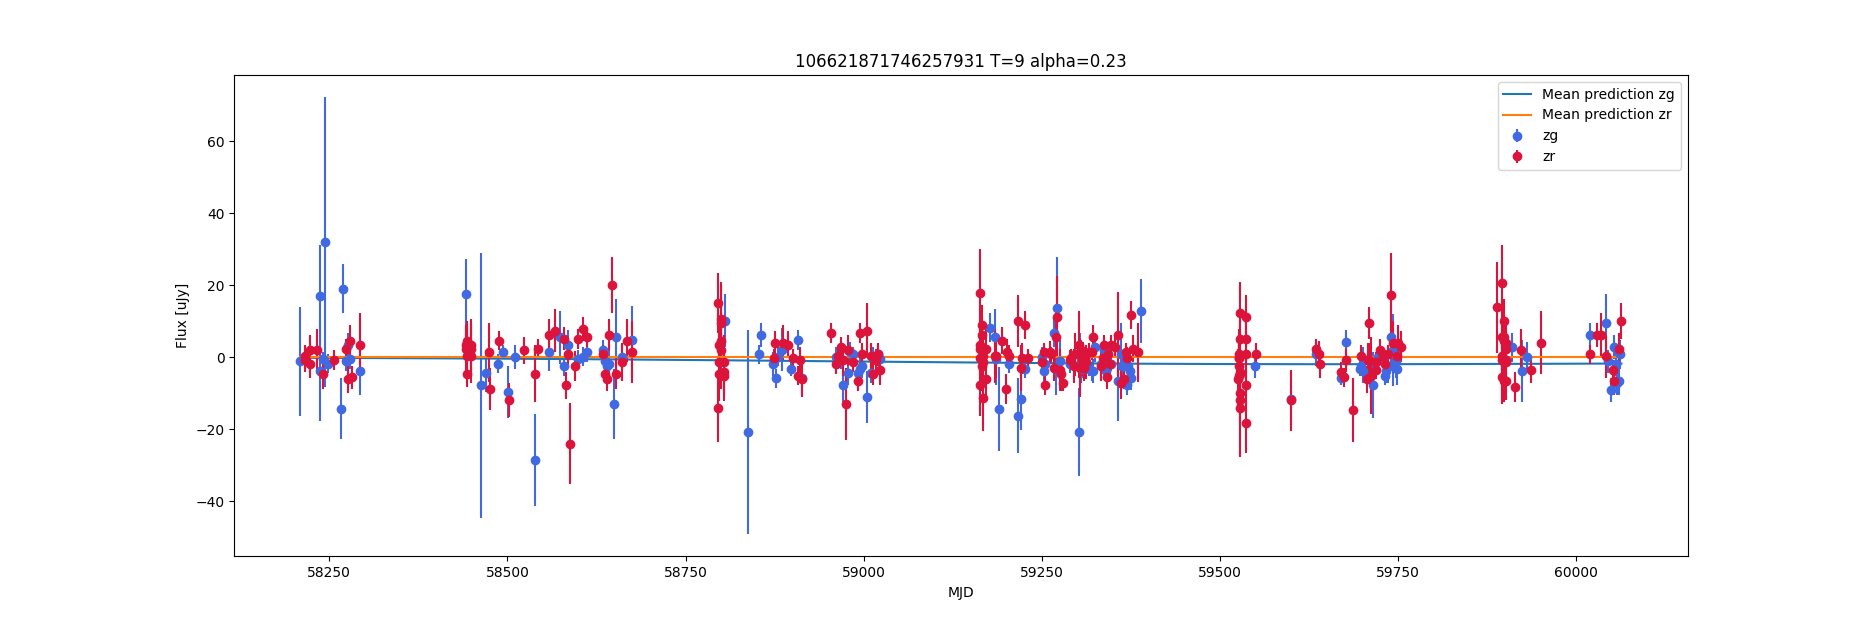 106621871746257931 T=9 alpha=0.23
Mean prediction zg
Mean prediction zr
zg
zr
Flux [uJy]
60
40
20
0
−20
−40
58250 58500 58750 59000 59250 59500 59750 60000
MJD